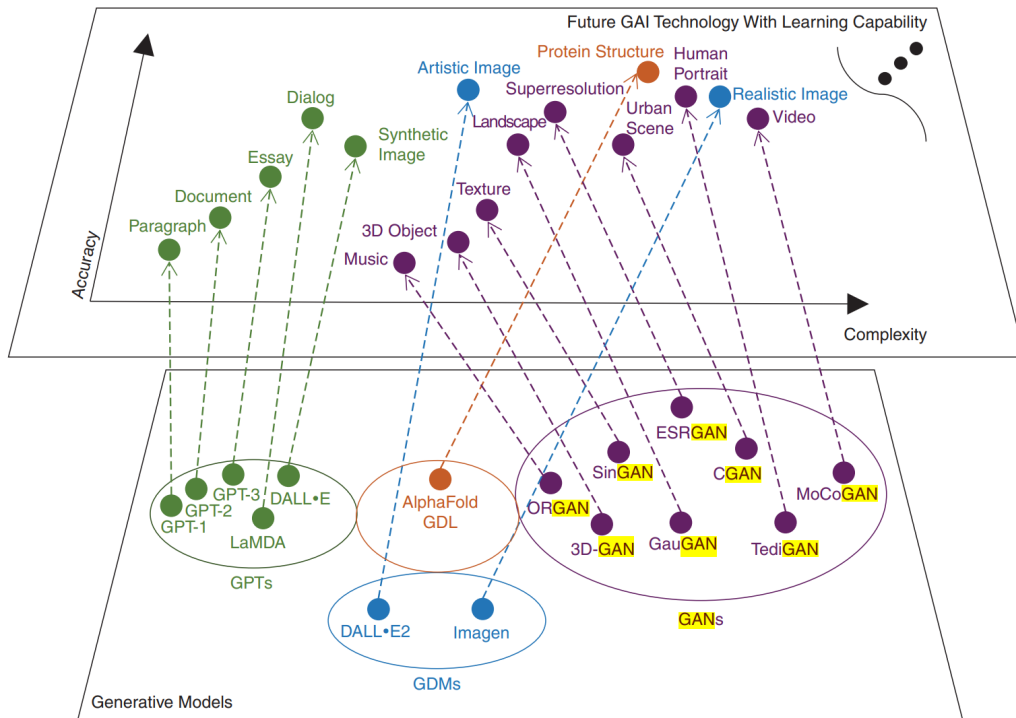 Future GAI Technology With Learning Capability
Protein Structure
Human
Portrait
Artistic Image
Superresolution
Realistic Image
Dialog
Landscape
Urban
Scene
Video
Synthetic
Image
Essay
Texture
Document
Paragraph
3D Object
Music
Accuracy
Complexity
ESRGAN
SinGAN
CGAN
MoCoGAN
ORGAN
3D-GAN
GauGAN
TediGAN
GANs
GPT-3
DALL•E
GPT-2
GPT-1
LaMDA
GPTs
AlphaFold
GDL
DALL•E2
Imagen
GDMs
Generative Models